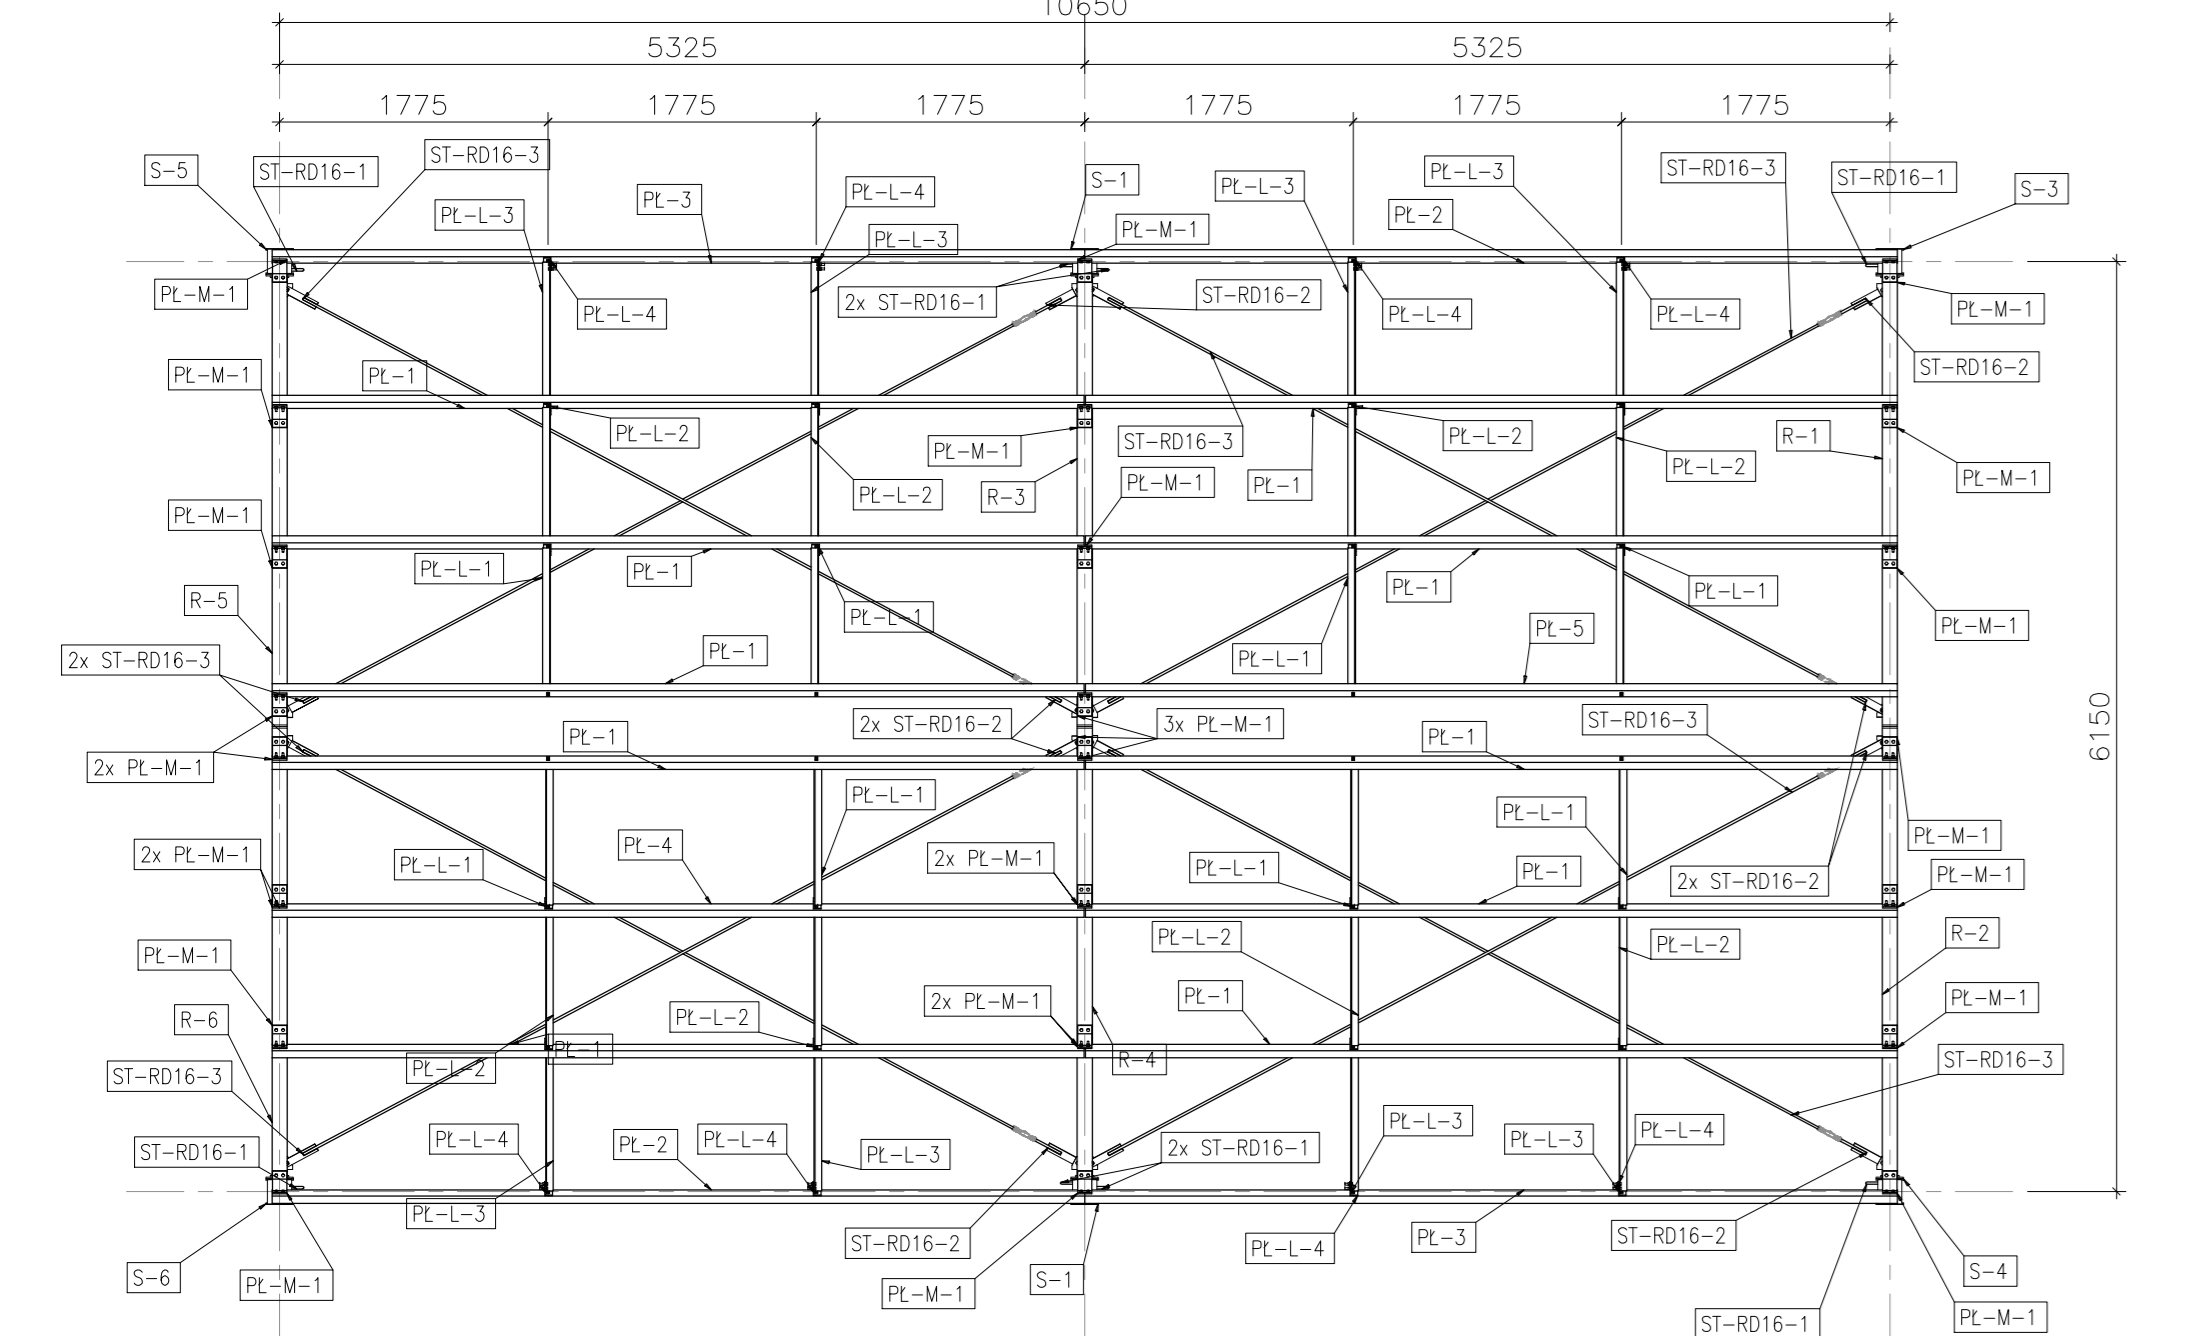 10650
5325
5325
1775
1775
1775
1775
1775
1775
ST-RD16-3
S-5
ST-RD16-1
PŁ-L-3
PŁ-3
PŁ-L-4
S-1
PŁ-L-3
PŁ-L-3
ST-RD16-3
ST-RD16-1
S-3
PŁ-L-3
PŁ-M-1
PŁ-2
PŁ-M-1
PŁ-L-4
2x ST-RD16-1
ST-RD16-2
PŁ-L-4
PŁ-L-4
PŁ-M-1
PŁ-M-1
PŁ-1
ST-RD16-2
PŁ-L-2
PŁ-M-1
ST-RD16-3
PŁ-L-2
R-1
PŁ-L-2
PŁ-M-1
PŁ-M-1
PŁ-L-2
R-3
PŁ-M-1
PŁ-1
PŁ-L-1
PŁ-1
PŁ-1
PŁ-L-1
R-5
PŁ-L-1
PŁ-5
PŁ-M-1
2x ST-RD16-3
PŁ-1
PŁ-L-1
6150
2x PŁ-M-1
PŁ-1
2x ST-RD16-2
3x PŁ-M-1
PŁ-1
ST-RD16-3
PŁ-L-1
PŁ-L-1
PŁ-M-1
2x PŁ-M-1
PŁ-L-1
PŁ-4
2x PŁ-M-1
PŁ-L-1
PŁ-1
2x ST-RD16-2
PŁ-M-1
PŁ-M-1
PŁ-L-2
PŁ-L-2
R-2
R-6
PŁ-L-2
2x PŁ-M-1
PŁ-1
PŁ-M-1
ST-RD16-3
PŁ-L-2
PŁ-1
R-4
ST-RD16-3
ST-RD16-1
PŁ-L-4
PŁ-2
PŁ-L-4
PŁ-L-3
2x ST-RD16-1
PŁ-L-3
PŁ-L-3
PŁ-L-4
PŁ-L-3
ST-RD16-2
PŁ-L-4
PŁ-3
ST-RD16-2
S-6
PŁ-M-1
PŁ-M-1
S-1
S-4
ST-RD16-1
PŁ-M-1